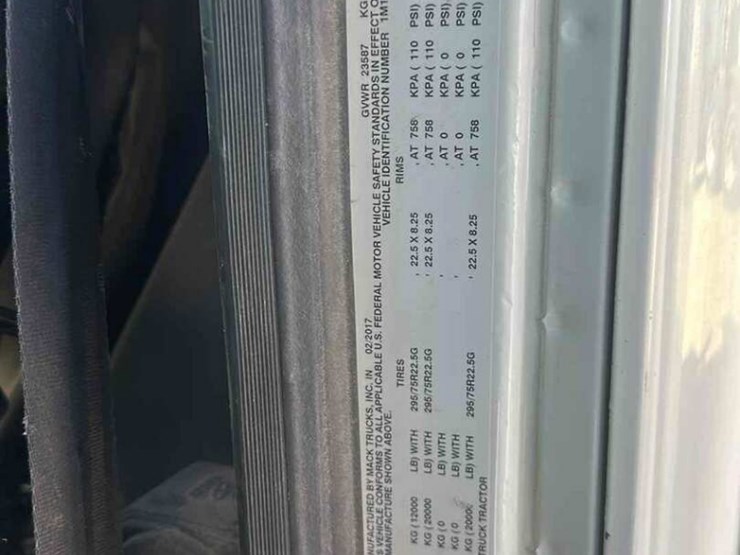 NUFACTURED BY MACK TRUCKS, INC. IN 02/2017 GVWR 23587 KG
S VEHICLE CONFORMS TO ALL APPLICABLE U.S. FEDERAL MOTOR VEHICLE SAFETY STANDARDS IN EFFECT O
MANUFACTURE SHOWN ABOVE. VEHICLE IDENTIFICATION NUMBER 1M1
TIRES RIMS
KG ( 12000 LB) WITH 295/75R22.5G , 22.5 X 8.25 , AT 758 KPA ( 110 PSI)
KG ( 20000 LB) WITH 295/75R22.5G , 22.5 X 8.25 , AT 758 KPA ( 110 PSI)
KG ( 0 LB) WITH , , AT 0 KPA ( 0 PSI)
KG ( 0 LB) WITH , , AT 0 KPA ( 0 PSI)
KG ( 20000 LB) WITH 295/75R22.5G , 22.5 X 8.25 , AT 758 KPA ( 110 PSI)
TRUCK TRACTOR